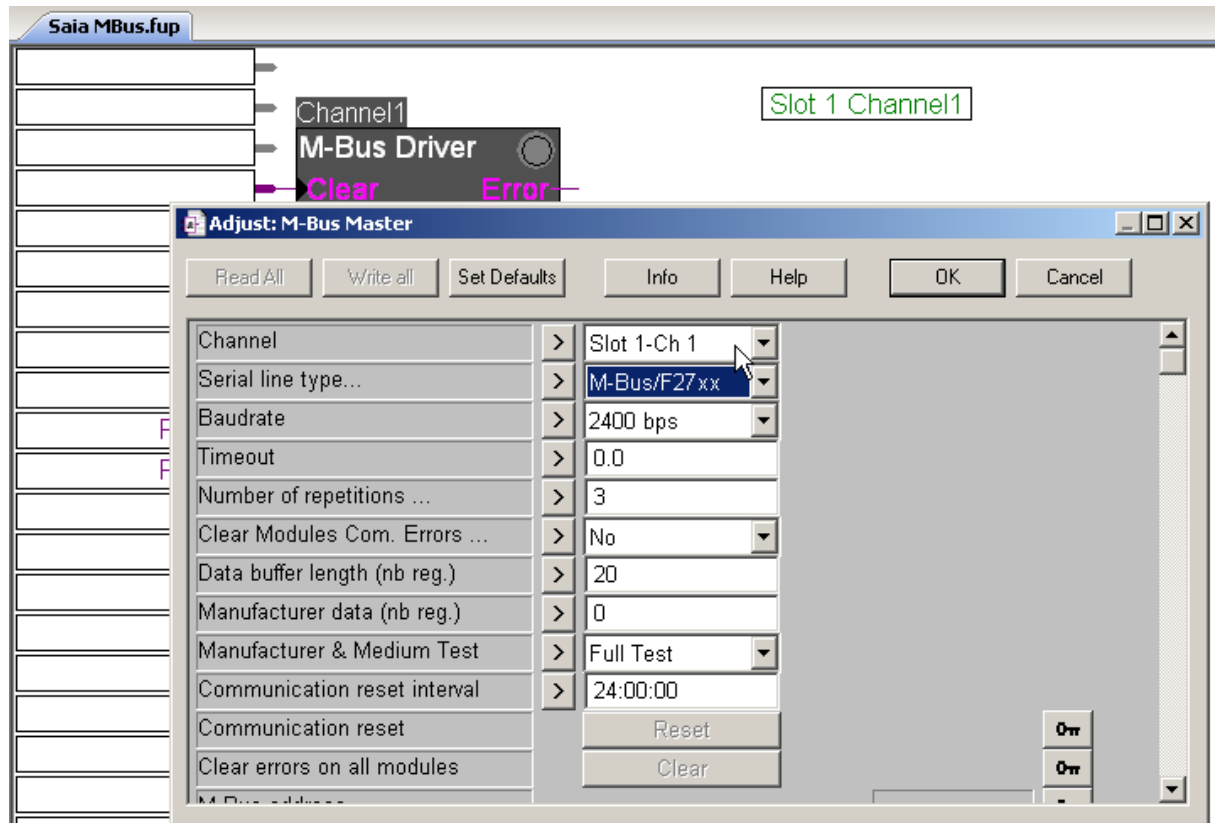 Saia MBus.fup
Channel1
Slot 1 Channel1
M-Bus Driver
Clear Error
Adjust: M-Bus Master
Read All Write all Set Defaults Info Help OK Cancel
Channel > Slot 1-Ch 1
Serial line type... > M-Bus/F27xx
Baudrate > 2400 bps
Timeout > 0.0
Number of repetitions ... > 3
Clear Modules Com. Errors ... > No
Data buffer length (nb reg.) > 20
Manufacturer data (nb reg.) > 0
Manufacturer & Medium Test > Full Test
Communication reset interval > 24:00:00
Communication reset Reset
Clear errors on all modules Clear
M-Bus address